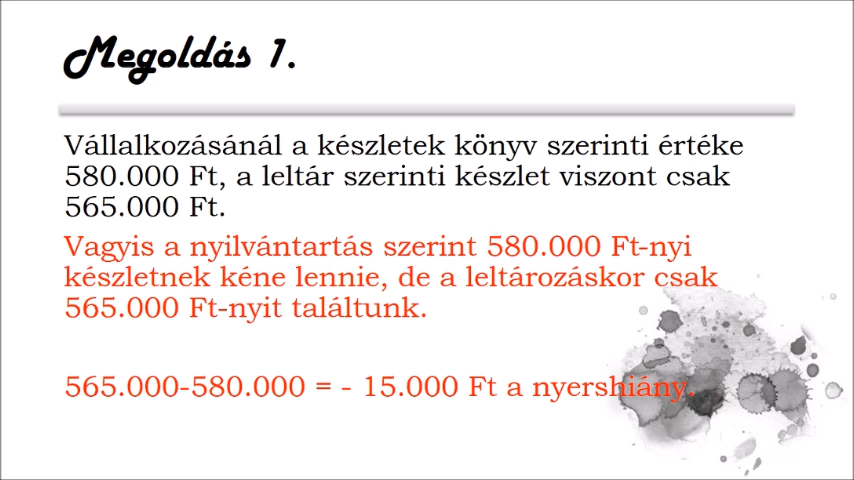 Megoldás 1.
Vállalkozásánál a készletek könyv szerinti értéke
580.000 Ft, a leltár szerinti készlet viszont csak
565.000 Ft.
Vagyis a nyilvántartás szerint 580.000 Ft-nyi
készletnek kéne lennie, de a leltározáskor csak
565.000 Ft-nyit találtunk.
565.000-580.000 = - 15.000 Ft a nyershiány.